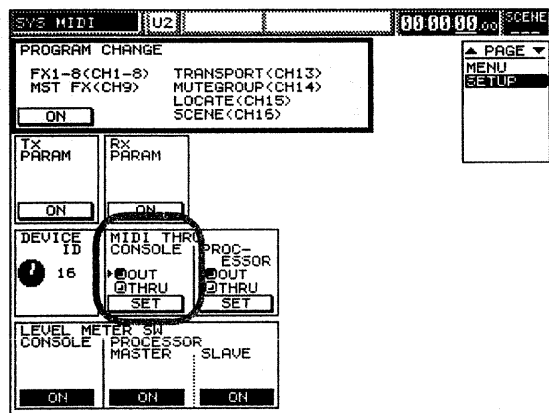 SYS MIDI U2 00:00:00.00 SCENE
---
PROGRAM CHANGE
FX1-8(CH1-8) TRANSPORT(CH13)
MST FX(CH9) MUTEGROUP(CH14)
LOCATE(CH15)
ON SCENE(CH16)
PAGE
MENU
SETUP
TX PARAM
ON
RX PARAM
ON
DEVICE ID
16
MIDI THRU
CONSOLE
OUT
THRU
SET
PROC-
ESSOR
OUT
THRU
SET
LEVEL METER SW
CONSOLE PROCESSOR
MASTER SLAVE
ON ON ON